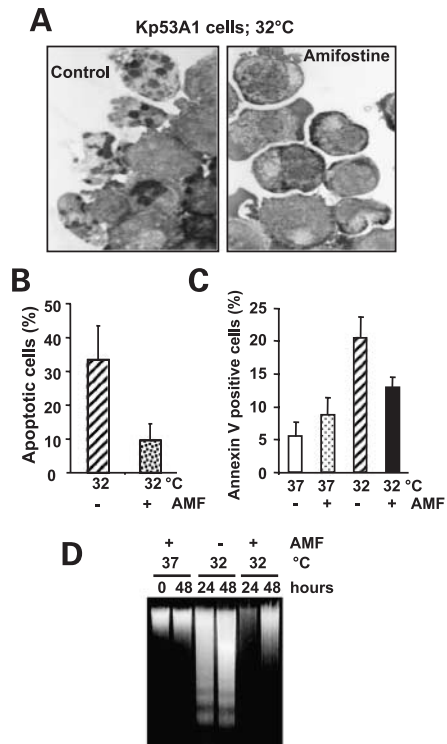 A
Kp53A1 cells; 32°C
Control
Amifostine
B
Apoptotic cells (%)
50
40
30
20
10
0
32 32 °C
- + AMF
C
Annexin V positive cells (%)
25
20
15
10
5
0
37 37 32 32 °C
- + - + AMF
D
+ - + AMF
37 32 32 °C
0 48 24 48 24 48 hours